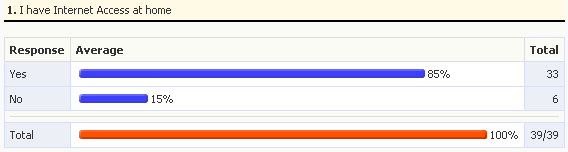 1. I have Internet Access at home
Response Average Total
Yes 85% 33
No 15% 6
Total 100% 39/39